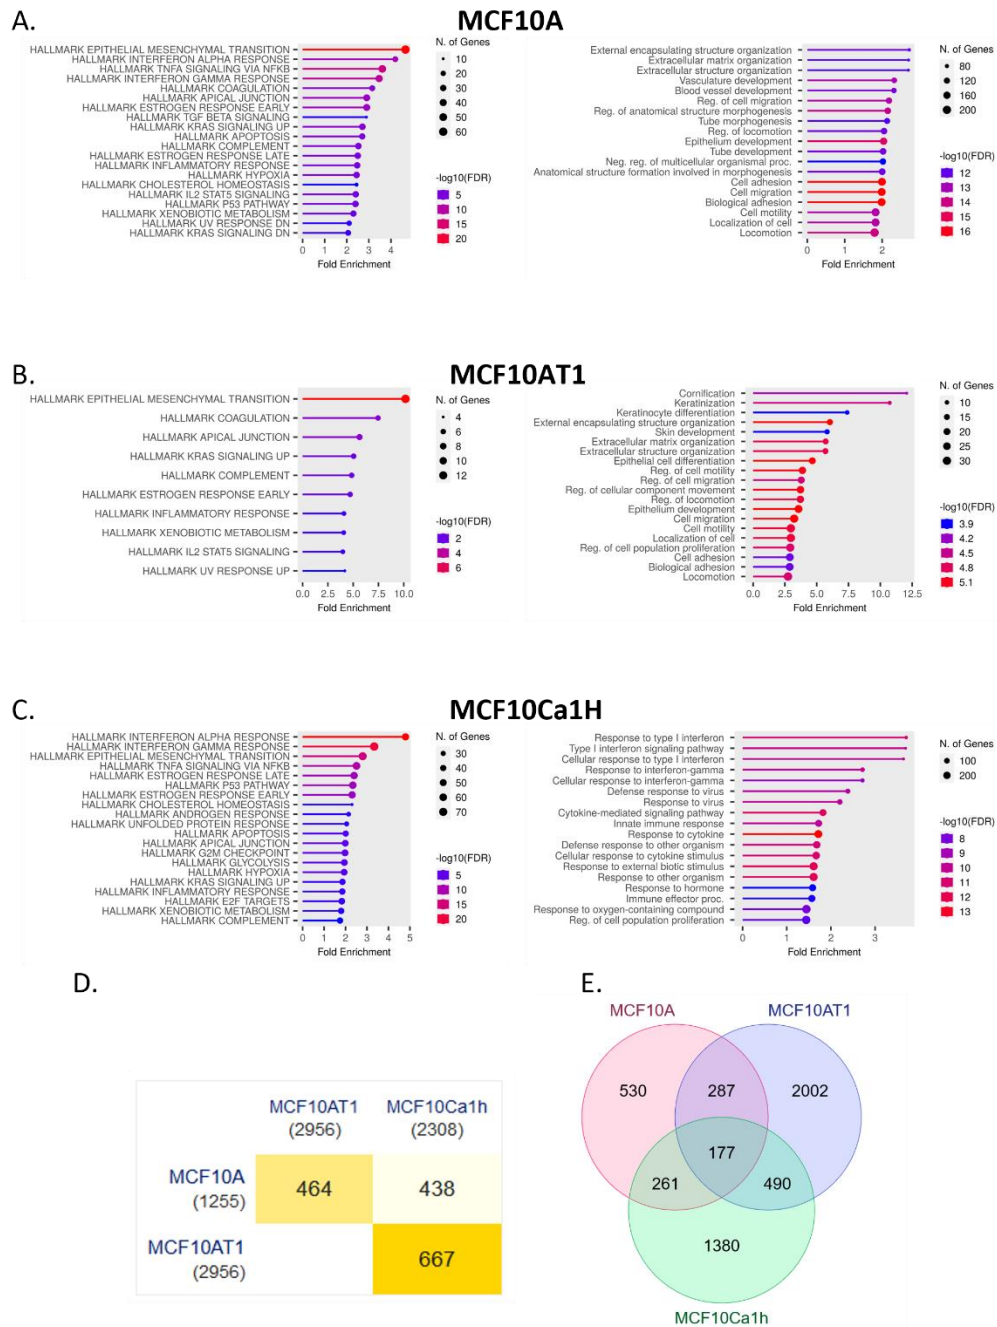 A.
MCF10A
HALLMARK EPITHELIAL MESENCHYMAL TRANSITION
HALLMARK INTERFERON ALPHA RESPONSE
HALLMARK TNFA SIGNALING VIA NFKB
HALLMARK INTERFERON GAMMA RESPONSE
HALLMARK COAGULATION
HALLMARK APICAL JUNCTION
HALLMARK ESTROGEN RESPONSE EARLY
HALLMARK TGF BETA SIGNALING
HALLMARK KRAS SIGNALING UP
HALLMARK APOPTOSIS
HALLMARK COMPLEMENT
HALLMARK ESTROGEN RESPONSE LATE
HALLMARK INFLAMMATORY RESPONSE
HALLMARK HYPOXIA
HALLMARK CHOLESTEROL HOMEOSTASIS
HALLMARK IL2 STAT5 SIGNALING
HALLMARK P53 PATHWAY
HALLMARK XENOBIOTIC METABOLISM
HALLMARK UV RESPONSE DN
HALLMARK KRAS SIGNALING DN
0 1 2 3 4
Fold Enrichment
N. of Genes
10
20
30
40
50
60
-log10(FDR)
5
10
15
20
External encapsulating structure organization
Extracellular matrix organization
Extracellular structure organization
Vasculature development
Blood vessel development
Reg. of cell migration
Reg. of anatomical structure morphogenesis
Tube morphogenesis
Reg. of locomotion
Epithelium development
Tube development
Neg. reg. of multicellular organismal proc.
Anatomical structure formation involved in morphogenesis
Cell adhesion
Cell migration
Biological adhesion
Cell motility
Localization of cell
Locomotion
0 1 2
Fold Enrichment
N. of Genes
80
120
160
200
-log10(FDR)
12
13
14
15
16
B.
MCF10AT1
HALLMARK EPITHELIAL MESENCHYMAL TRANSITION
HALLMARK COAGULATION
HALLMARK APICAL JUNCTION
HALLMARK KRAS SIGNALING UP
HALLMARK COMPLEMENT
HALLMARK ESTROGEN RESPONSE EARLY
HALLMARK INFLAMMATORY RESPONSE
HALLMARK XENOBIOTIC METABOLISM
HALLMARK IL2 STAT5 SIGNALING
HALLMARK UV RESPONSE UP
0.0 2.5 5.0 7.5 10.0
Fold Enrichment
N. of Genes
4
6
8
10
12
-log10(FDR)
2
4
6
Cornification
Keratinization
Keratinocyte differentiation
External encapsulating structure organization
Skin development
Extracellular matrix organization
Extracellular structure organization
Epithelial cell differentiation
Reg. of cell motility
Reg. of cell migration
Reg. of cellular component movement
Reg. of locomotion
Epithelium development
Cell migration
Cell motility
Localization of cell
Reg. of cell population proliferation
Cell adhesion
Biological adhesion
Locomotion
0.0 2.5 5.0 7.5 10.0 12.5
Fold Enrichment
N. of Genes
10
15
20
25
30
-log10(FDR)
3.9
4.2
4.5
4.8
5.1
C.
MCF10Ca1H
HALLMARK INTERFERON ALPHA RESPONSE
HALLMARK INTERFERON GAMMA RESPONSE
HALLMARK EPITHELIAL MESENCHYMAL TRANSITION
HALLMARK TNFA SIGNALING VIA NFKB
HALLMARK ESTROGEN RESPONSE LATE
HALLMARK P53 PATHWAY
HALLMARK ESTROGEN RESPONSE EARLY
HALLMARK CHOLESTEROL HOMEOSTASIS
HALLMARK ANDROGEN RESPONSE
HALLMARK UNFOLDED PROTEIN RESPONSE
HALLMARK APOPTOSIS
HALLMARK APICAL JUNCTION
HALLMARK G2M CHECKPOINT
HALLMARK GLYCOLYSIS
HALLMARK HYPOXIA
HALLMARK KRAS SIGNALING UP
HALLMARK INFLAMMATORY RESPONSE
HALLMARK E2F TARGETS
HALLMARK XENOBIOTIC METABOLISM
HALLMARK COMPLEMENT
0 1 2 3 4 5
Fold Enrichment
N. of Genes
30
40
50
60
70
-log10(FDR)
5
10
15
20
Response to type I interferon
Type I interferon signaling pathway
Cellular response to type I interferon
Response to interferon-gamma
Cellular response to interferon-gamma
Defense response to virus
Response to virus
Cytokine-mediated signaling pathway
Innate immune response
Response to cytokine
Defense response to other organism
Cellular response to cytokine stimulus
Response to external biotic stimulus
Response to other organism
Response to hormone
Immune effector proc.
Response to oxygen-containing compound
Reg. of cell population proliferation
0 1 2 3
Fold Enrichment
N. of Genes
100
200
-log10(FDR)
8
9
10
11
12
13
D.
MCF10AT1 MCF10Ca1h
(2956) (2308)
MCF10A
(1255)
464 438
MCF10AT1
(2956)
667
E.
MCF10A
MCF10AT1
530 287 2002
177
261 490
1380
MCF10Ca1h